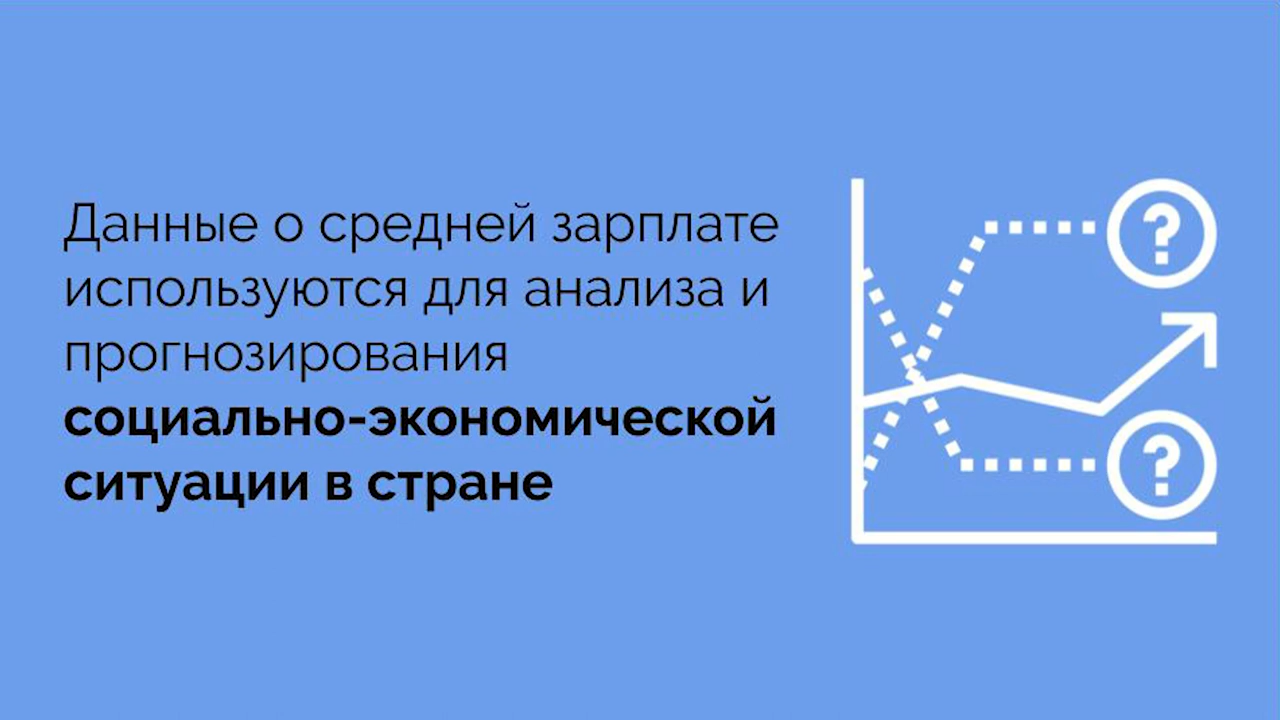 Данные о средней зарплате
используются для анализа и
прогнозирования
социально-экономической
ситуации в стране
?
?